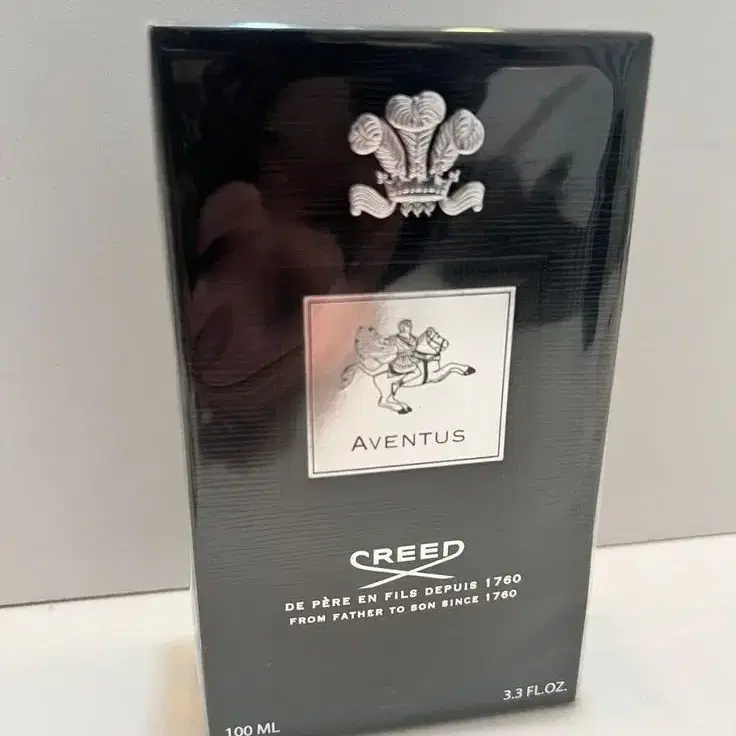 AVENTUS
CREED
DE PÈRE EN FILS DEPUIS 1760
FROM FATHER TO SON SINCE 1760
100 ML
3.3 FL.OZ.